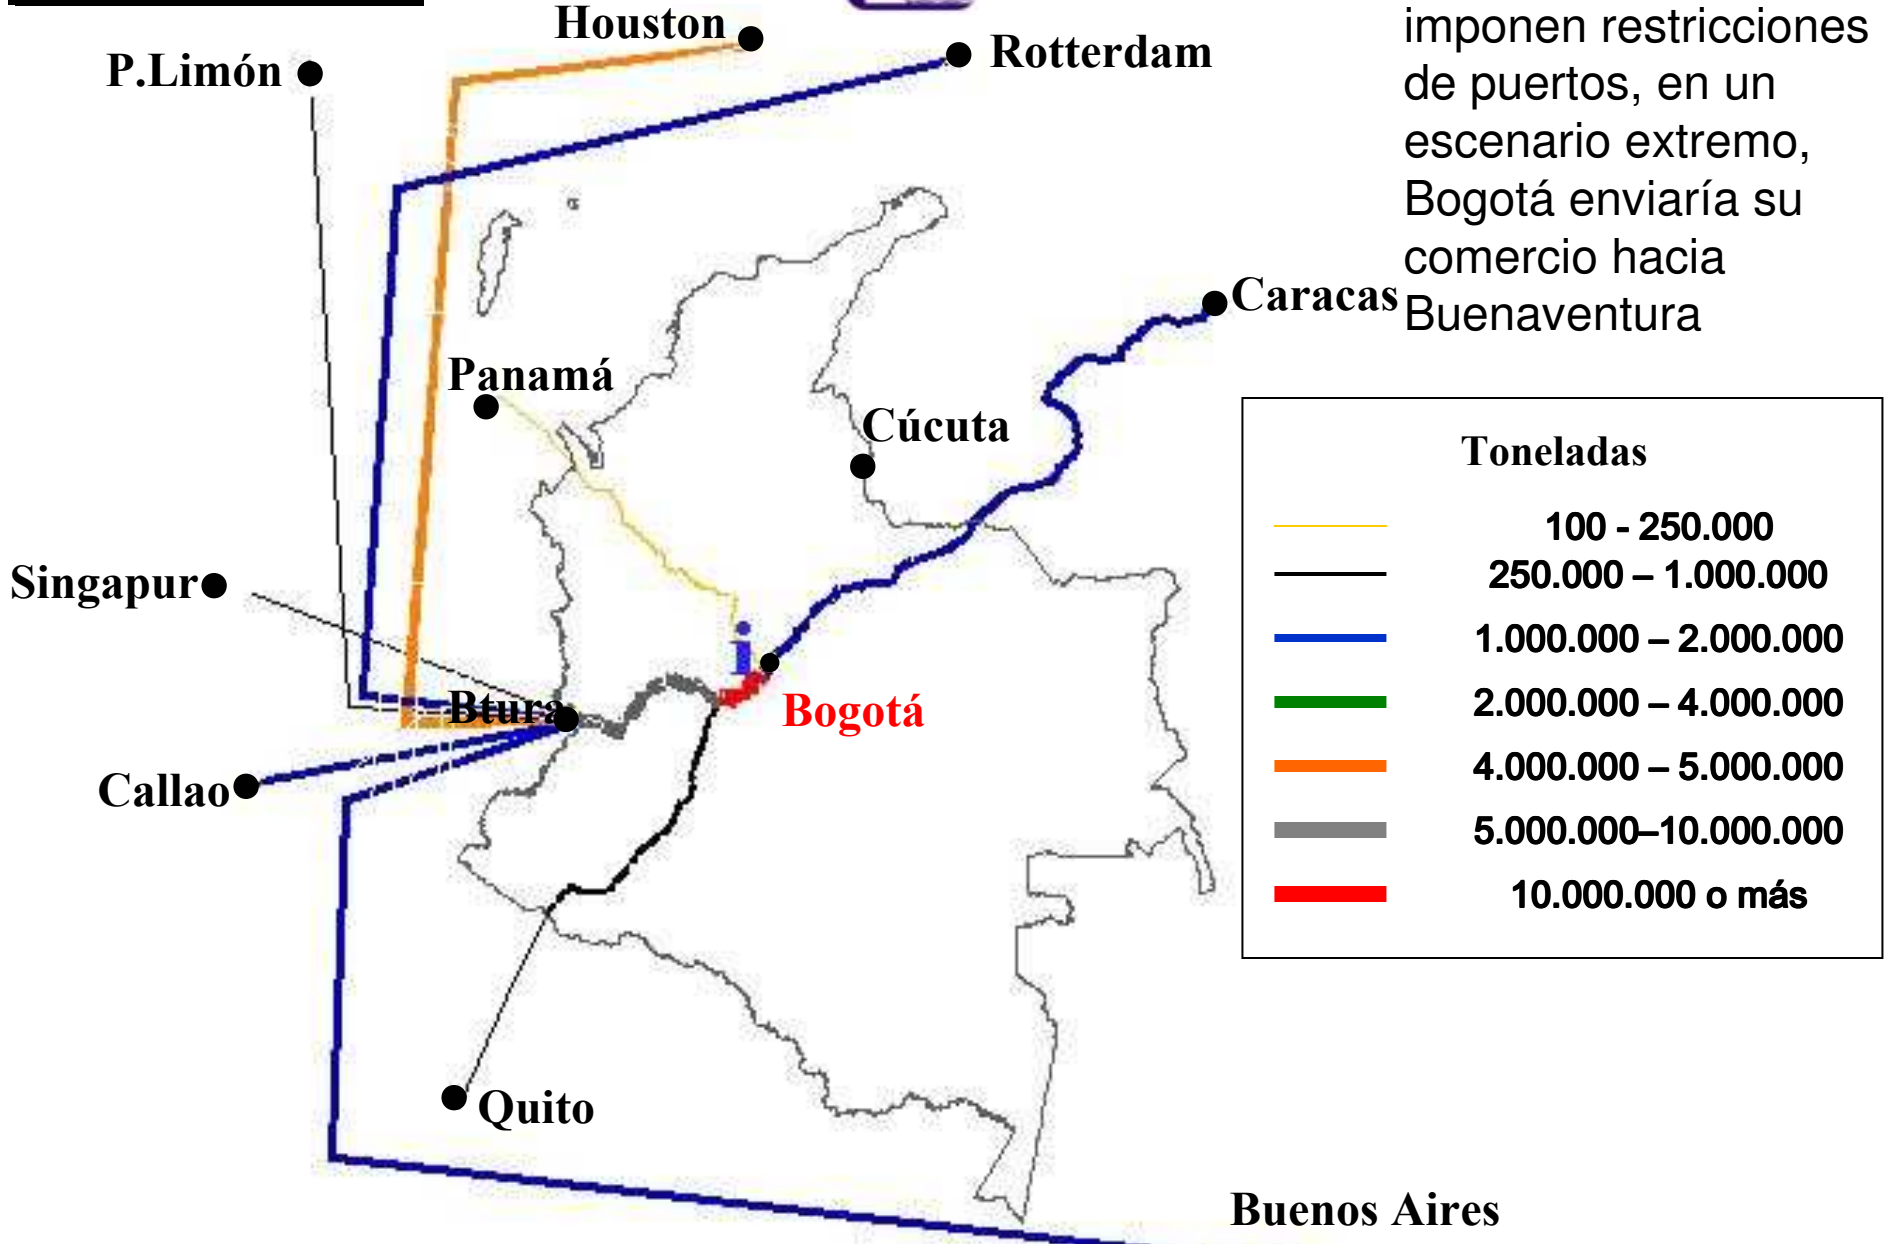 Houston
P.Limón
Rotterdam
imponen restricciones
de puertos, en un
escenario extremo,
Bogotá enviaría su
comercio hacia
Buenaventura
Caracas
Panamá
Cúcuta
Singapur
i
Btura
Bogotá
Callao
Quito
Buenos Aires
Toneladas
100 - 250.000
250.000 – 1.000.000
1.000.000 – 2.000.000
2.000.000 – 4.000.000
4.000.000 – 5.000.000
5.000.000–10.000.000
10.000.000 o más